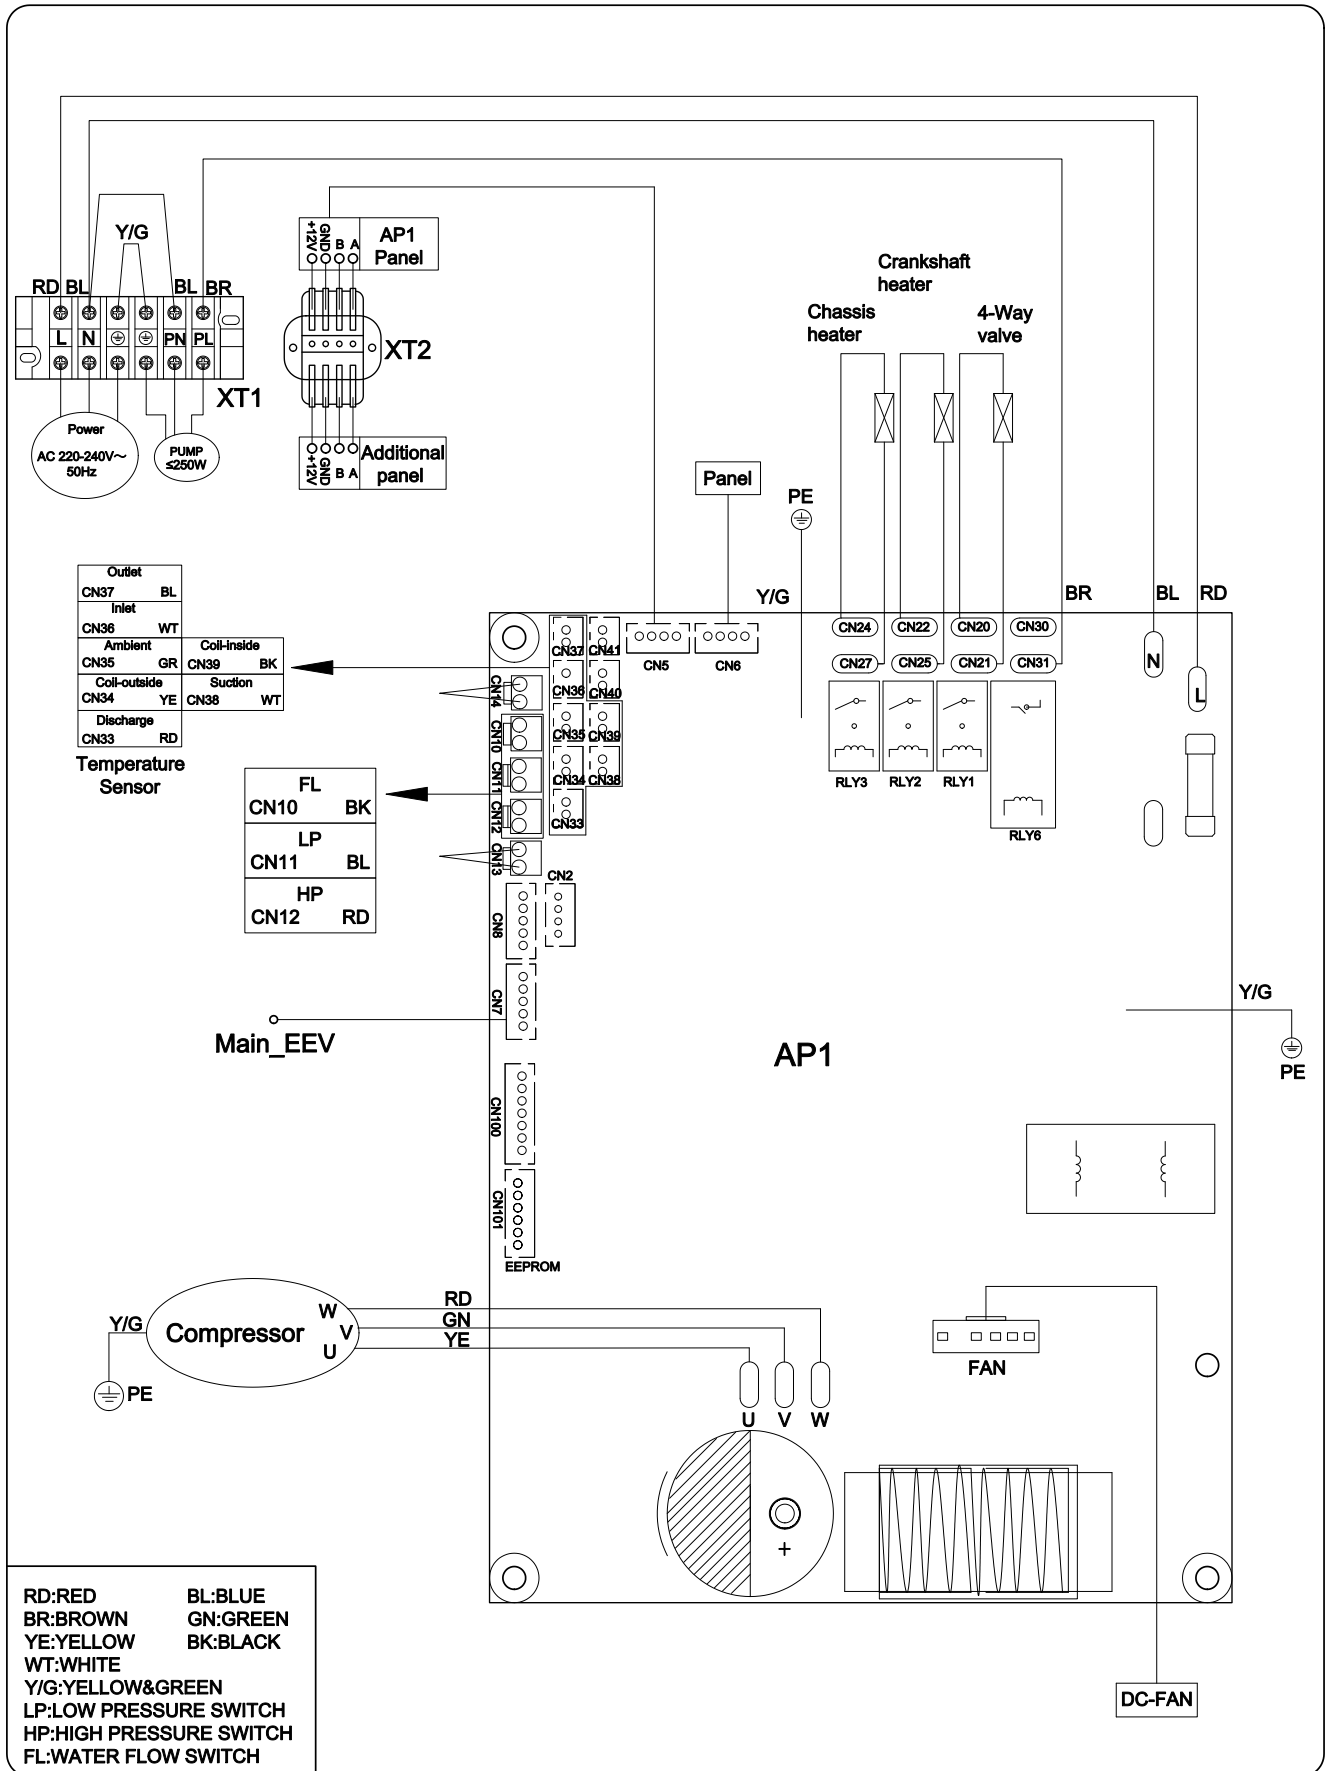 Y/G
RD BL BL BR
L N PN PL
XT1
Power
AC 220-240V～
50Hz
PUMP
≤250W
+12V GND B A
AP1
Panel
XT2
+12V GND B A
Additional
panel
Crankshaft
heater
Chassis
heater
4-Way
valve
Panel
PE
Y/G
BR BL RD
Outlet
CN37 BL
Inlet
CN36 WT
Ambient
CN35 GR
Coil-inside
CN39 BK
Coil-outside
CN34 YE
Suction
CN38 WT
Discharge
CN33 RD
Temperature
Sensor
FL
CN10 BK
LP
CN11 BL
HP
CN12 RD
CN37 CN41
CN36 CN40
CN35 CN39
CN34 CN38
CN33
CN5 CN6
CN14
CN10
CN11
CN12
CN13
CN2
CN8
CN7
CN100
CN101
EEPROM
CN24 CN22 CN20 CN30
CN27 CN25 CN21 CN31
RLY3 RLY2 RLY1
RLY6
N
L
Main_EEV
AP1
Y/G
PE
Y/G
Compressor
W
V
U
PE
RD
GN
YE
U V W
+
FAN
DC-FAN
RD:RED BL:BLUE
BR:BROWN GN:GREEN
YE:YELLOW BK:BLACK
WT:WHITE
Y/G:YELLOW&GREEN
LP:LOW PRESSURE SWITCH
HP:HIGH PRESSURE SWITCH
FL:WATER FLOW SWITCH